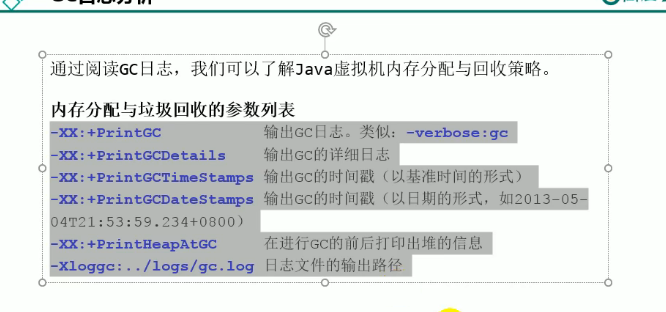 GC日志分析
通过阅读GC日志，我们可以了解Java虚拟机内存分配与回收策略。
内存分配与垃圾回收的参数列表
-XX:+PrintGC 输出GC日志。类似：-verbose:gc
-XX:+PrintGCDetails 输出GC的详细日志
-XX:+PrintGCTimeStamps 输出GC的时间戳（以基准时间的形式）
-XX:+PrintGCDateStamps 输出GC的时间戳（以日期的形式，如2013-05-
04T21:53:59.234+0800）
-XX:+PrintHeapAtGC 在进行GC的前后打印出堆的信息
-Xloggc:../logs/gc.log 日志文件的输出路径